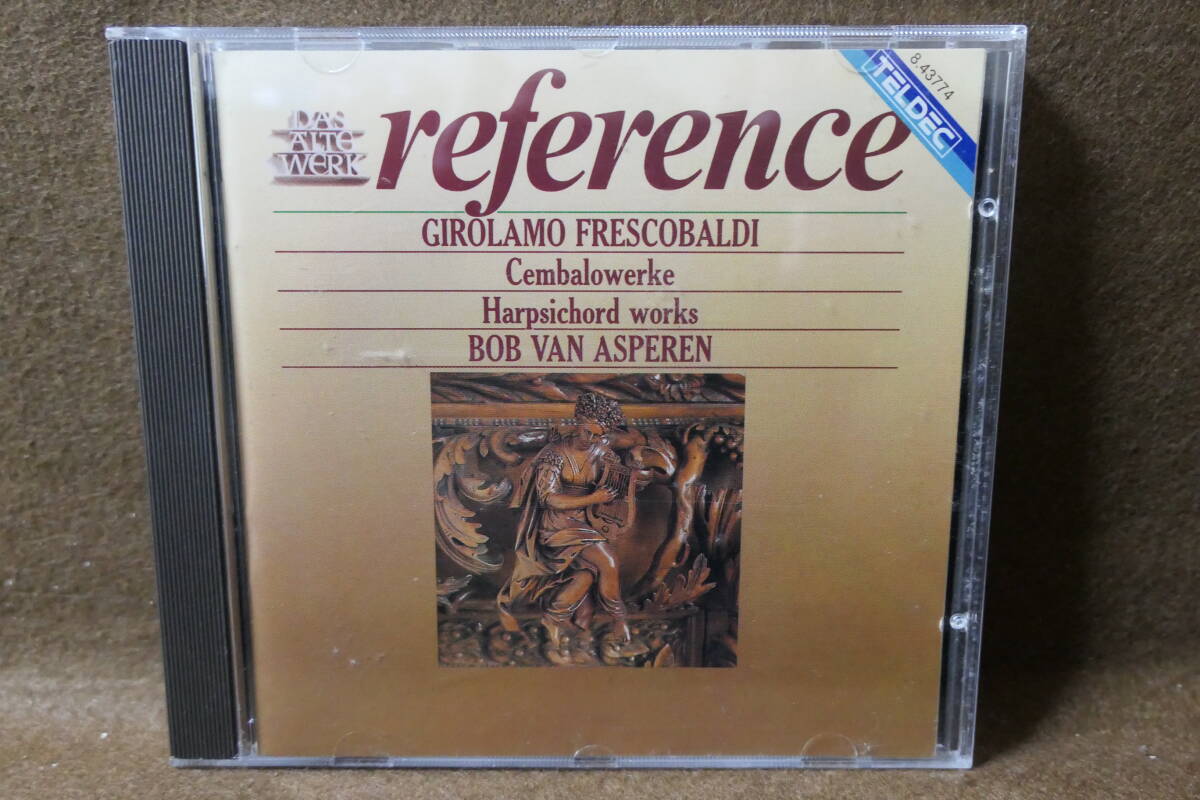 DAS
ALTE
WERK
reference
8.43774
TELDEC
GIROLAMO FRESCOBALDI
Cembalowerke
Harpsichord works
BOB VAN ASPEREN